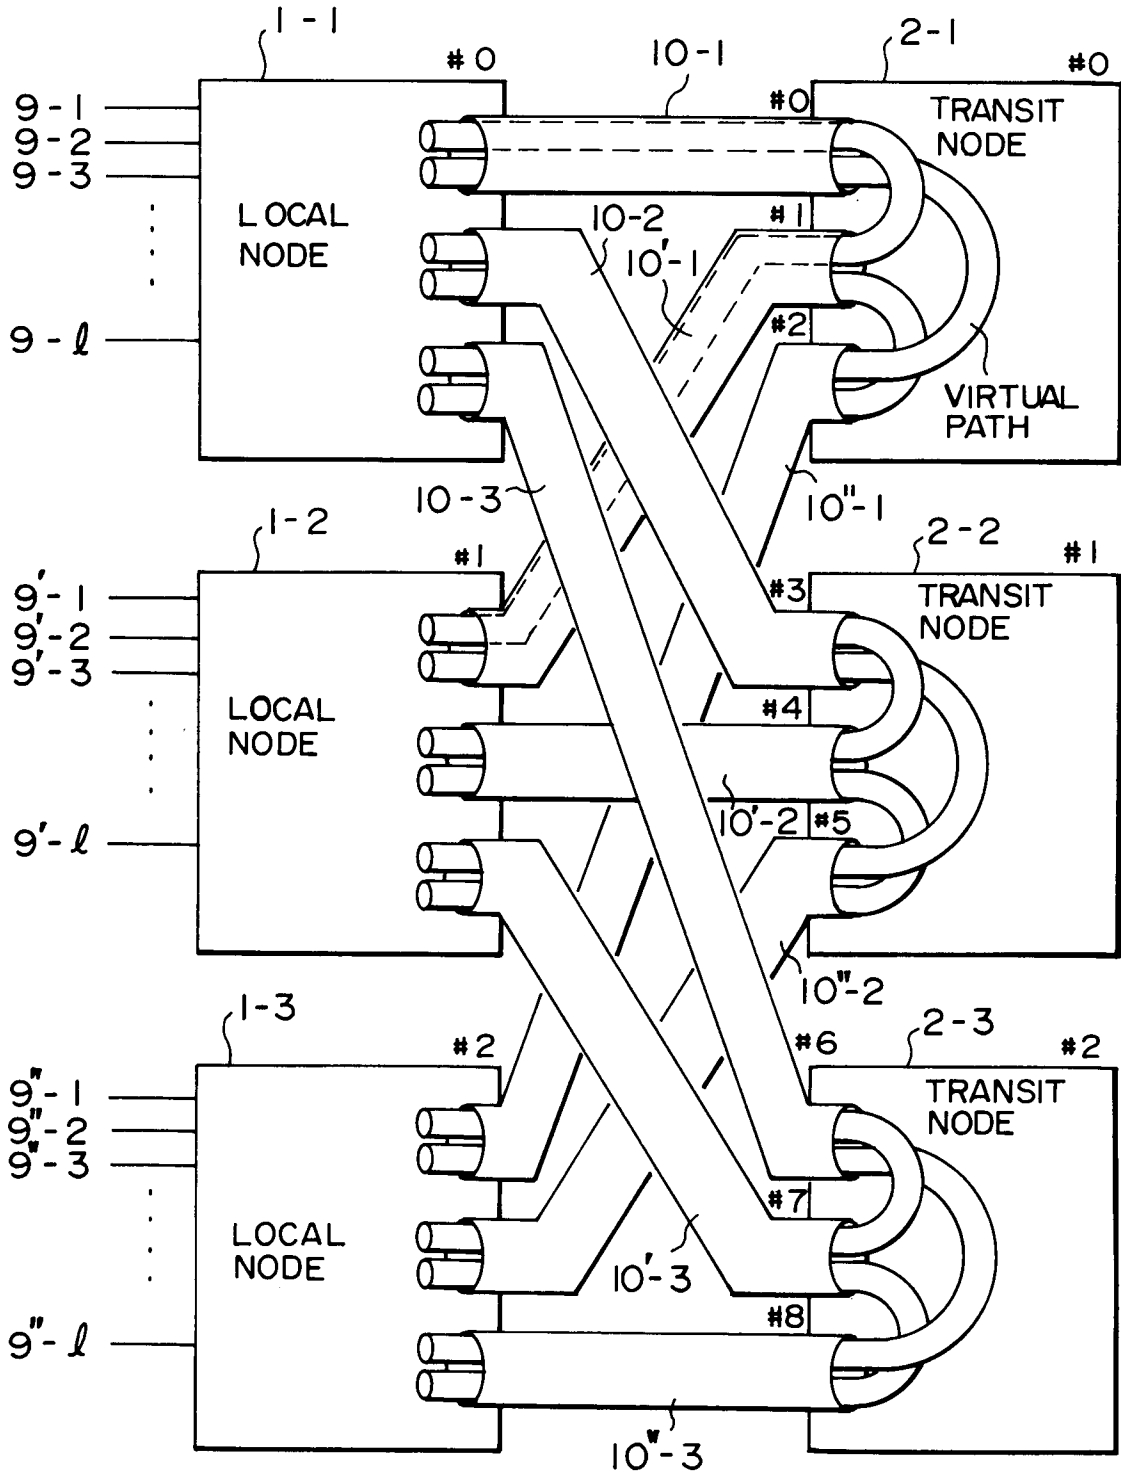 1-1
#0
10-1
2-1
#0
#0
9-1
9-2
9-3
9-l
LOCAL
NODE
TRANSIT
NODE
10-2
#1
10'-1
#2
VIRTUAL
PATH
10-3
10"-1
1-2
#1
2-2
#1
9'-1
9'-2
9'-3
9'-l
LOCAL
NODE
#3
TRANSIT
NODE
#4
10'-2
#5
10"-2
1-3
#2
#6
2-3
#2
9"-1
9"-2
9"-3
9"-l
LOCAL
NODE
TRANSIT
NODE
#7
10'-3
#8
10"-3